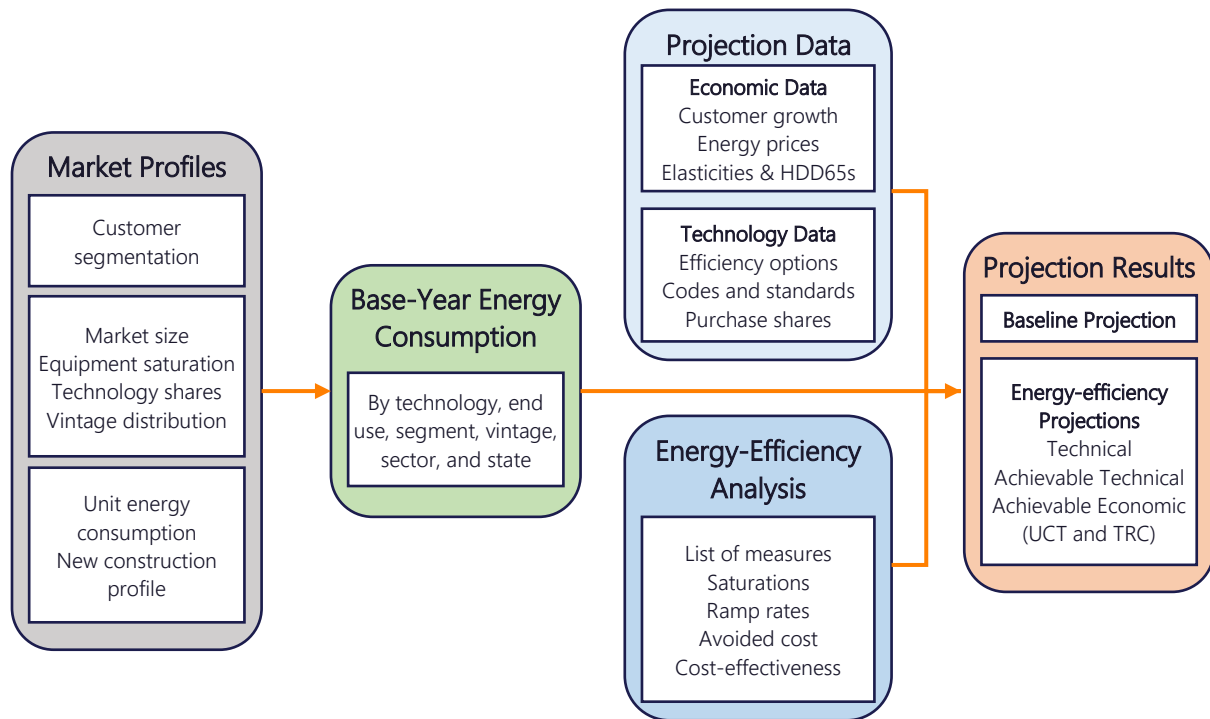 Market Profiles
Customer
segmentation
Market size
Equipment saturation
Technology shares
Vintage distribution
Unit energy
consumption
New construction
profile
Base-Year Energy
Consumption
By technology, end
use, segment, vintage,
sector, and state
Projection Data
Economic Data
Customer growth
Energy prices
Elasticities & HDD65s
Technology Data
Efficiency options
Codes and standards
Purchase shares
Energy-Efficiency
Analysis
List of measures
Saturations
Ramp rates
Avoided cost
Cost-effectiveness
Projection Results
Baseline Projection
Energy-efficiency
Projections
Technical
Achievable Technical
Achievable Economic
(UCT and TRC)